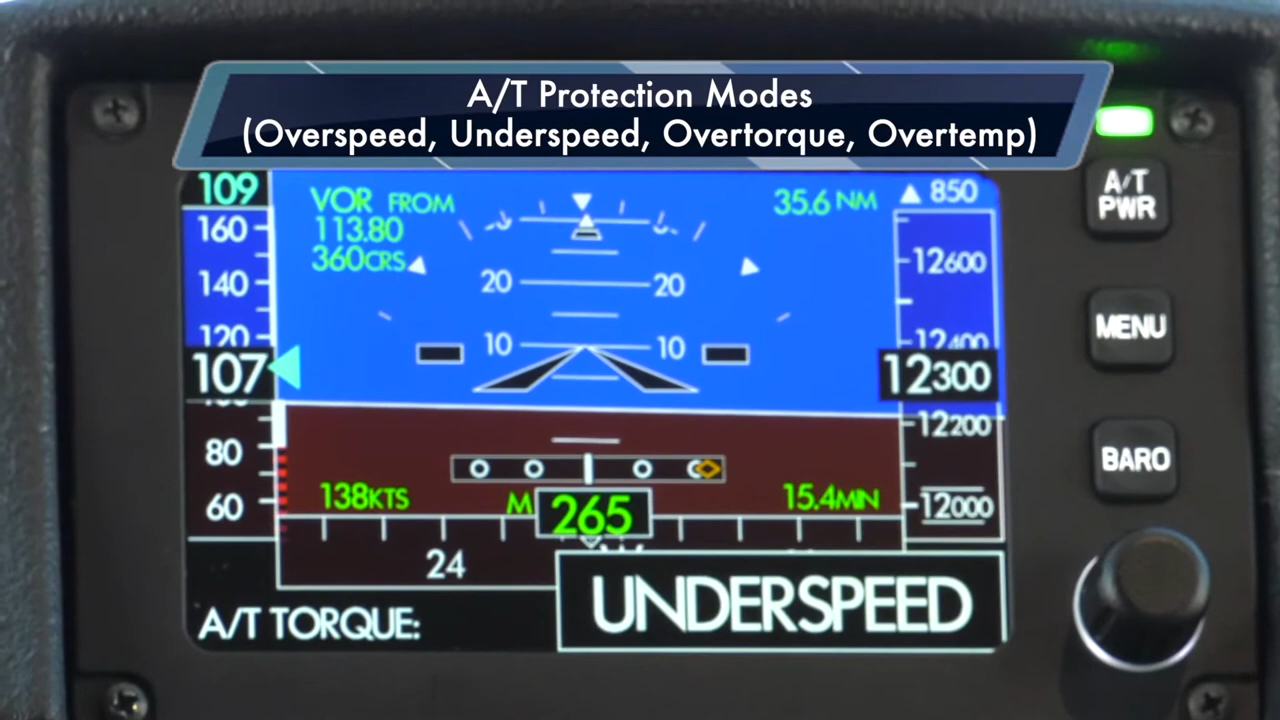 A/T Protection Modes
(Overspeed, Underspeed, Overtorque, Overtemp)
109
VOR FROM
113.80
360CRS
35.6 NM
850
160
140
120
107
80
60
20 20
10 10
12600
12400
12300
12200
12000
138KTS
M 265
15.4MIN
24
A/T TORQUE:
UNDERSPEED
A/T
PWR
MENU
BARO